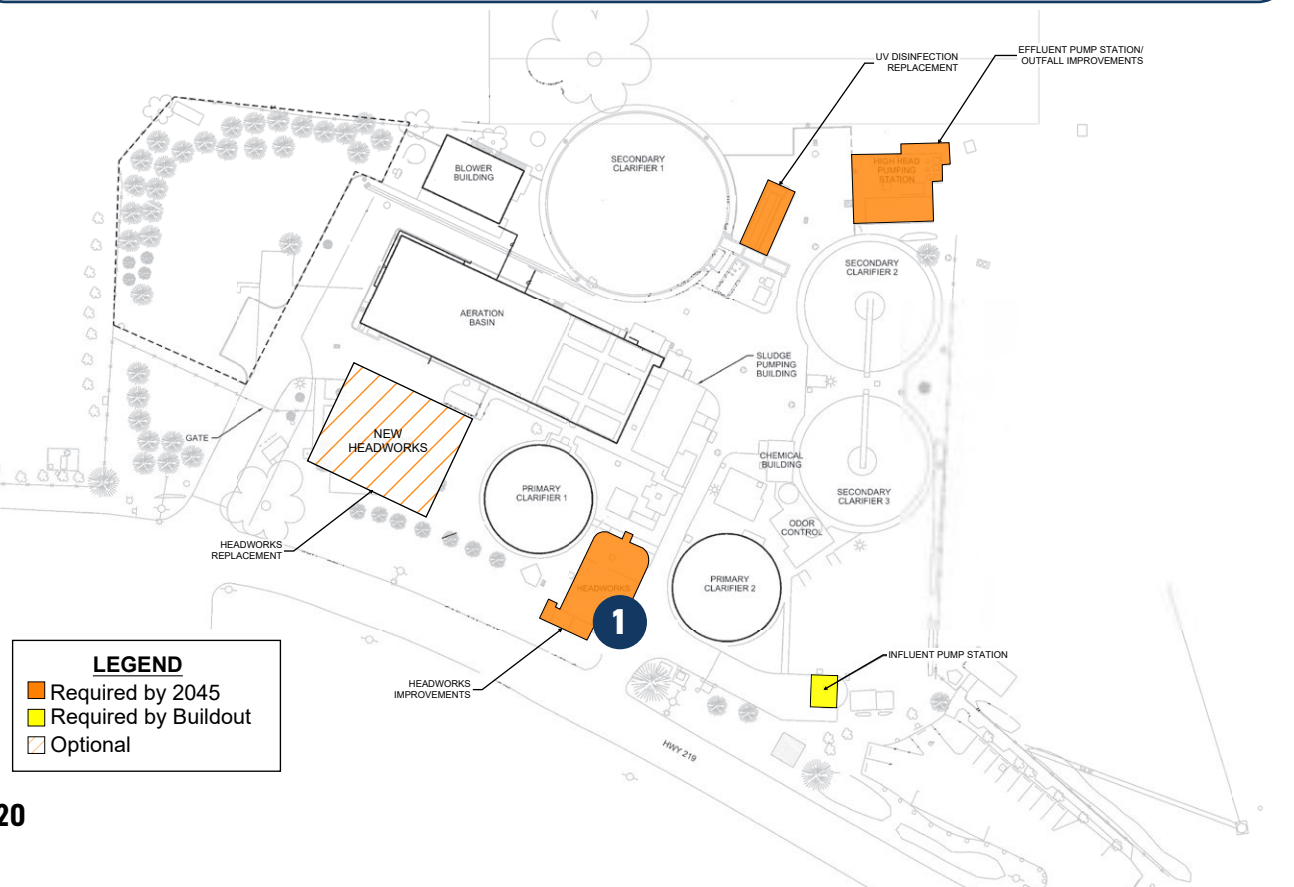 UV DISINFECTION
REPLACEMENT
EFFLUENT PUMP STATION/
OUTFALL IMPROVEMENTS
SECONDARY
CLARIFIER 1
BLOWER
BUILDING
HIGH HEAD
PUMPING
STATION
SECONDARY
CLARIFIER 2
AERATION
BASIN
SLUDGE
PUMPING
BUILDING
GATE
NEW
HEADWORKS
CHEMICAL
BUILDING
PRIMARY
CLARIFIER 1
SECONDARY
CLARIFIER 3
ODOR
CONTROL
HEADWORKS
REPLACEMENT
HEADWORKS
PRIMARY
CLARIFIER 2
1
INFLUENT PUMP STATION
HEADWORKS
IMPROVEMENTS
HWY 219
LEGEND
Required by 2045
Required by Buildout
Optional
20